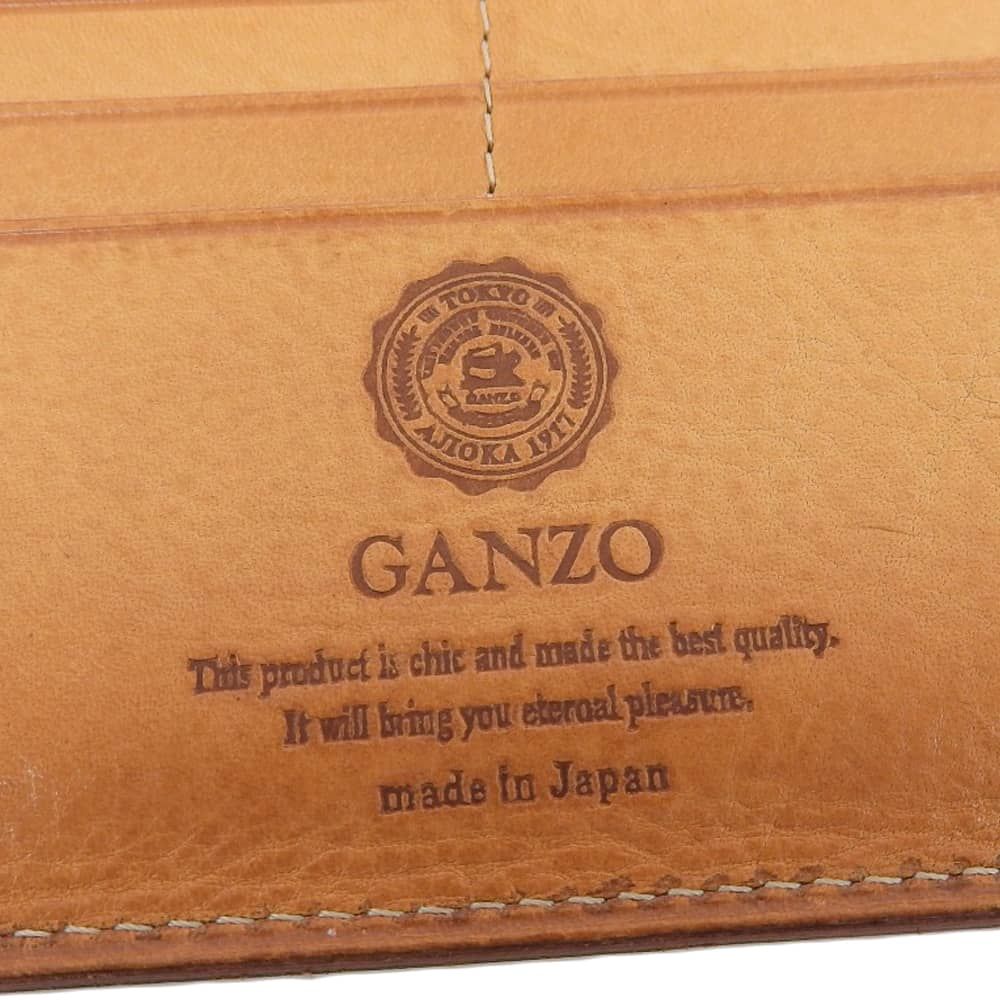 TOKYO
GANZO
AJIOKA 1917
GANZO
This product is chic and made the best quality.
It will bring you eternal pleasure.
made in Japan